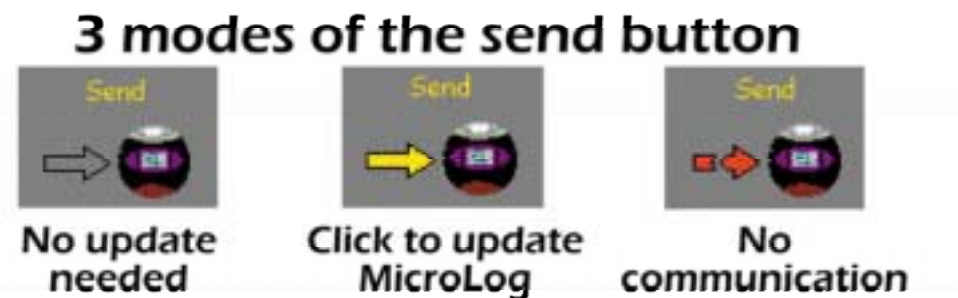 3 modes of the send button
Send
Send
Send
No update
needed
Click to update
MicroLog
No
communication